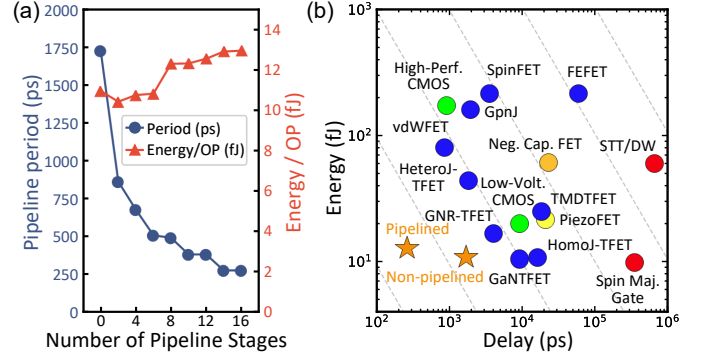 (a)
2000
1750
1500
1250
1000
750
500
250
0
Pipeline period (ps)
Period (ps)
Energy/OP (fJ)
14
12
10
8
6
4
2
0
Energy / OP (fJ)
0 4 8 12 16
Number of Pipeline Stages
(b)
10³
10²
10¹
Energy (fJ)
High-Perf.
CMOS
SpinFET
FEFET
GpnJ
vdWFET
Neg. Cap. FET
STT/DW
HeteroJ-
TFET
Low-Volt.
CMOS
TMDTFET
GNR-TFET
PiezoFET
Pipelined
HomoJ-TFET
Non-pipelined
GaNTFET
Spin Maj.
Gate
10² 10³ 10⁴ 10⁵ 10⁶
Delay (ps)